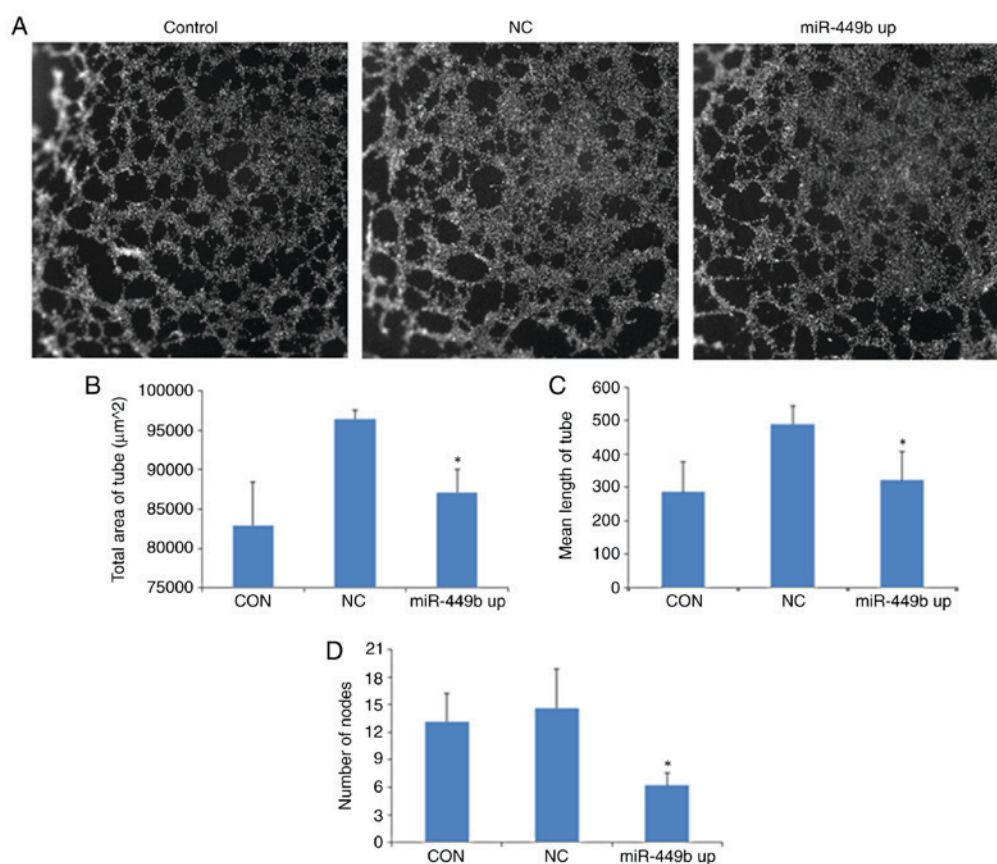 A
Control
NC
miR-449b up
B
Total area of tube (µm^2)
100000
95000
90000
85000
80000
75000
*
CON
NC
miR-449b up
C
Mean length of tube
600
500
400
300
200
100
0
*
CON
NC
miR-449b up
D
Number of nodes
21
18
15
12
9
6
3
0
*
CON
NC
miR-449b up